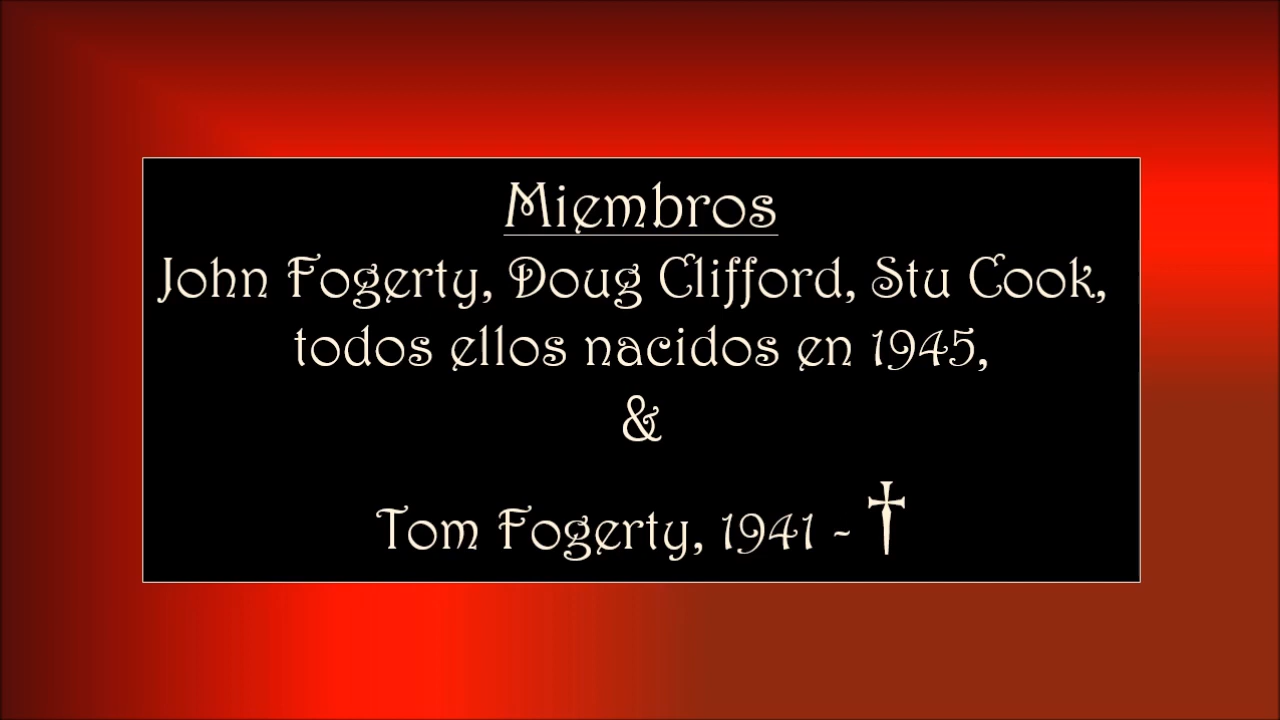 Miembros
John Fogerty, Doug Clifford, Stu Cook,
todos ellos nacidos en 1945,
&
Tom Fogerty, 1941 - †